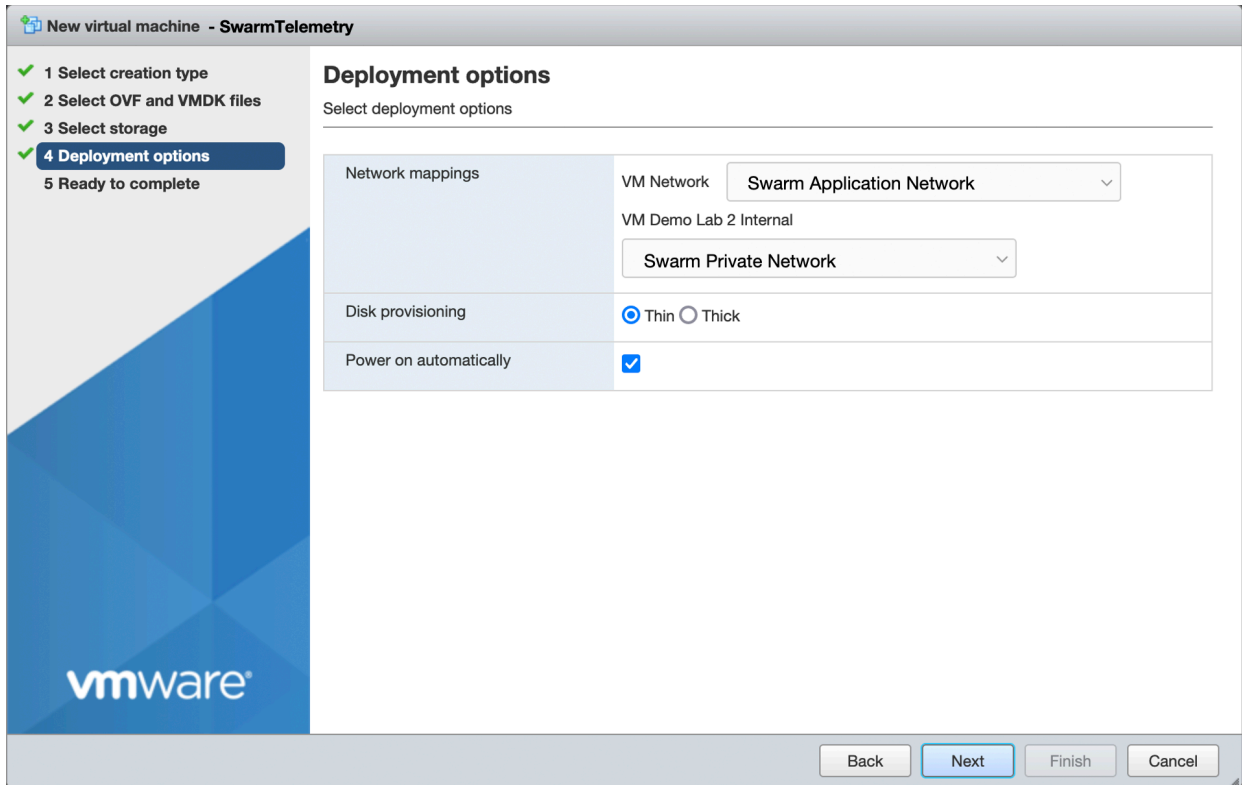 New virtual machine - SwarmTelemetry
1 Select creation type
2 Select OVF and VMDK files
3 Select storage
4 Deployment options
5 Ready to complete
Deployment options
Select deployment options
Network mappings
VM Network Swarm Application Network
VM Demo Lab 2 Internal
Swarm Private Network
Disk provisioning
Thin Thick
Power on automatically
vmware®
Back Next Finish Cancel